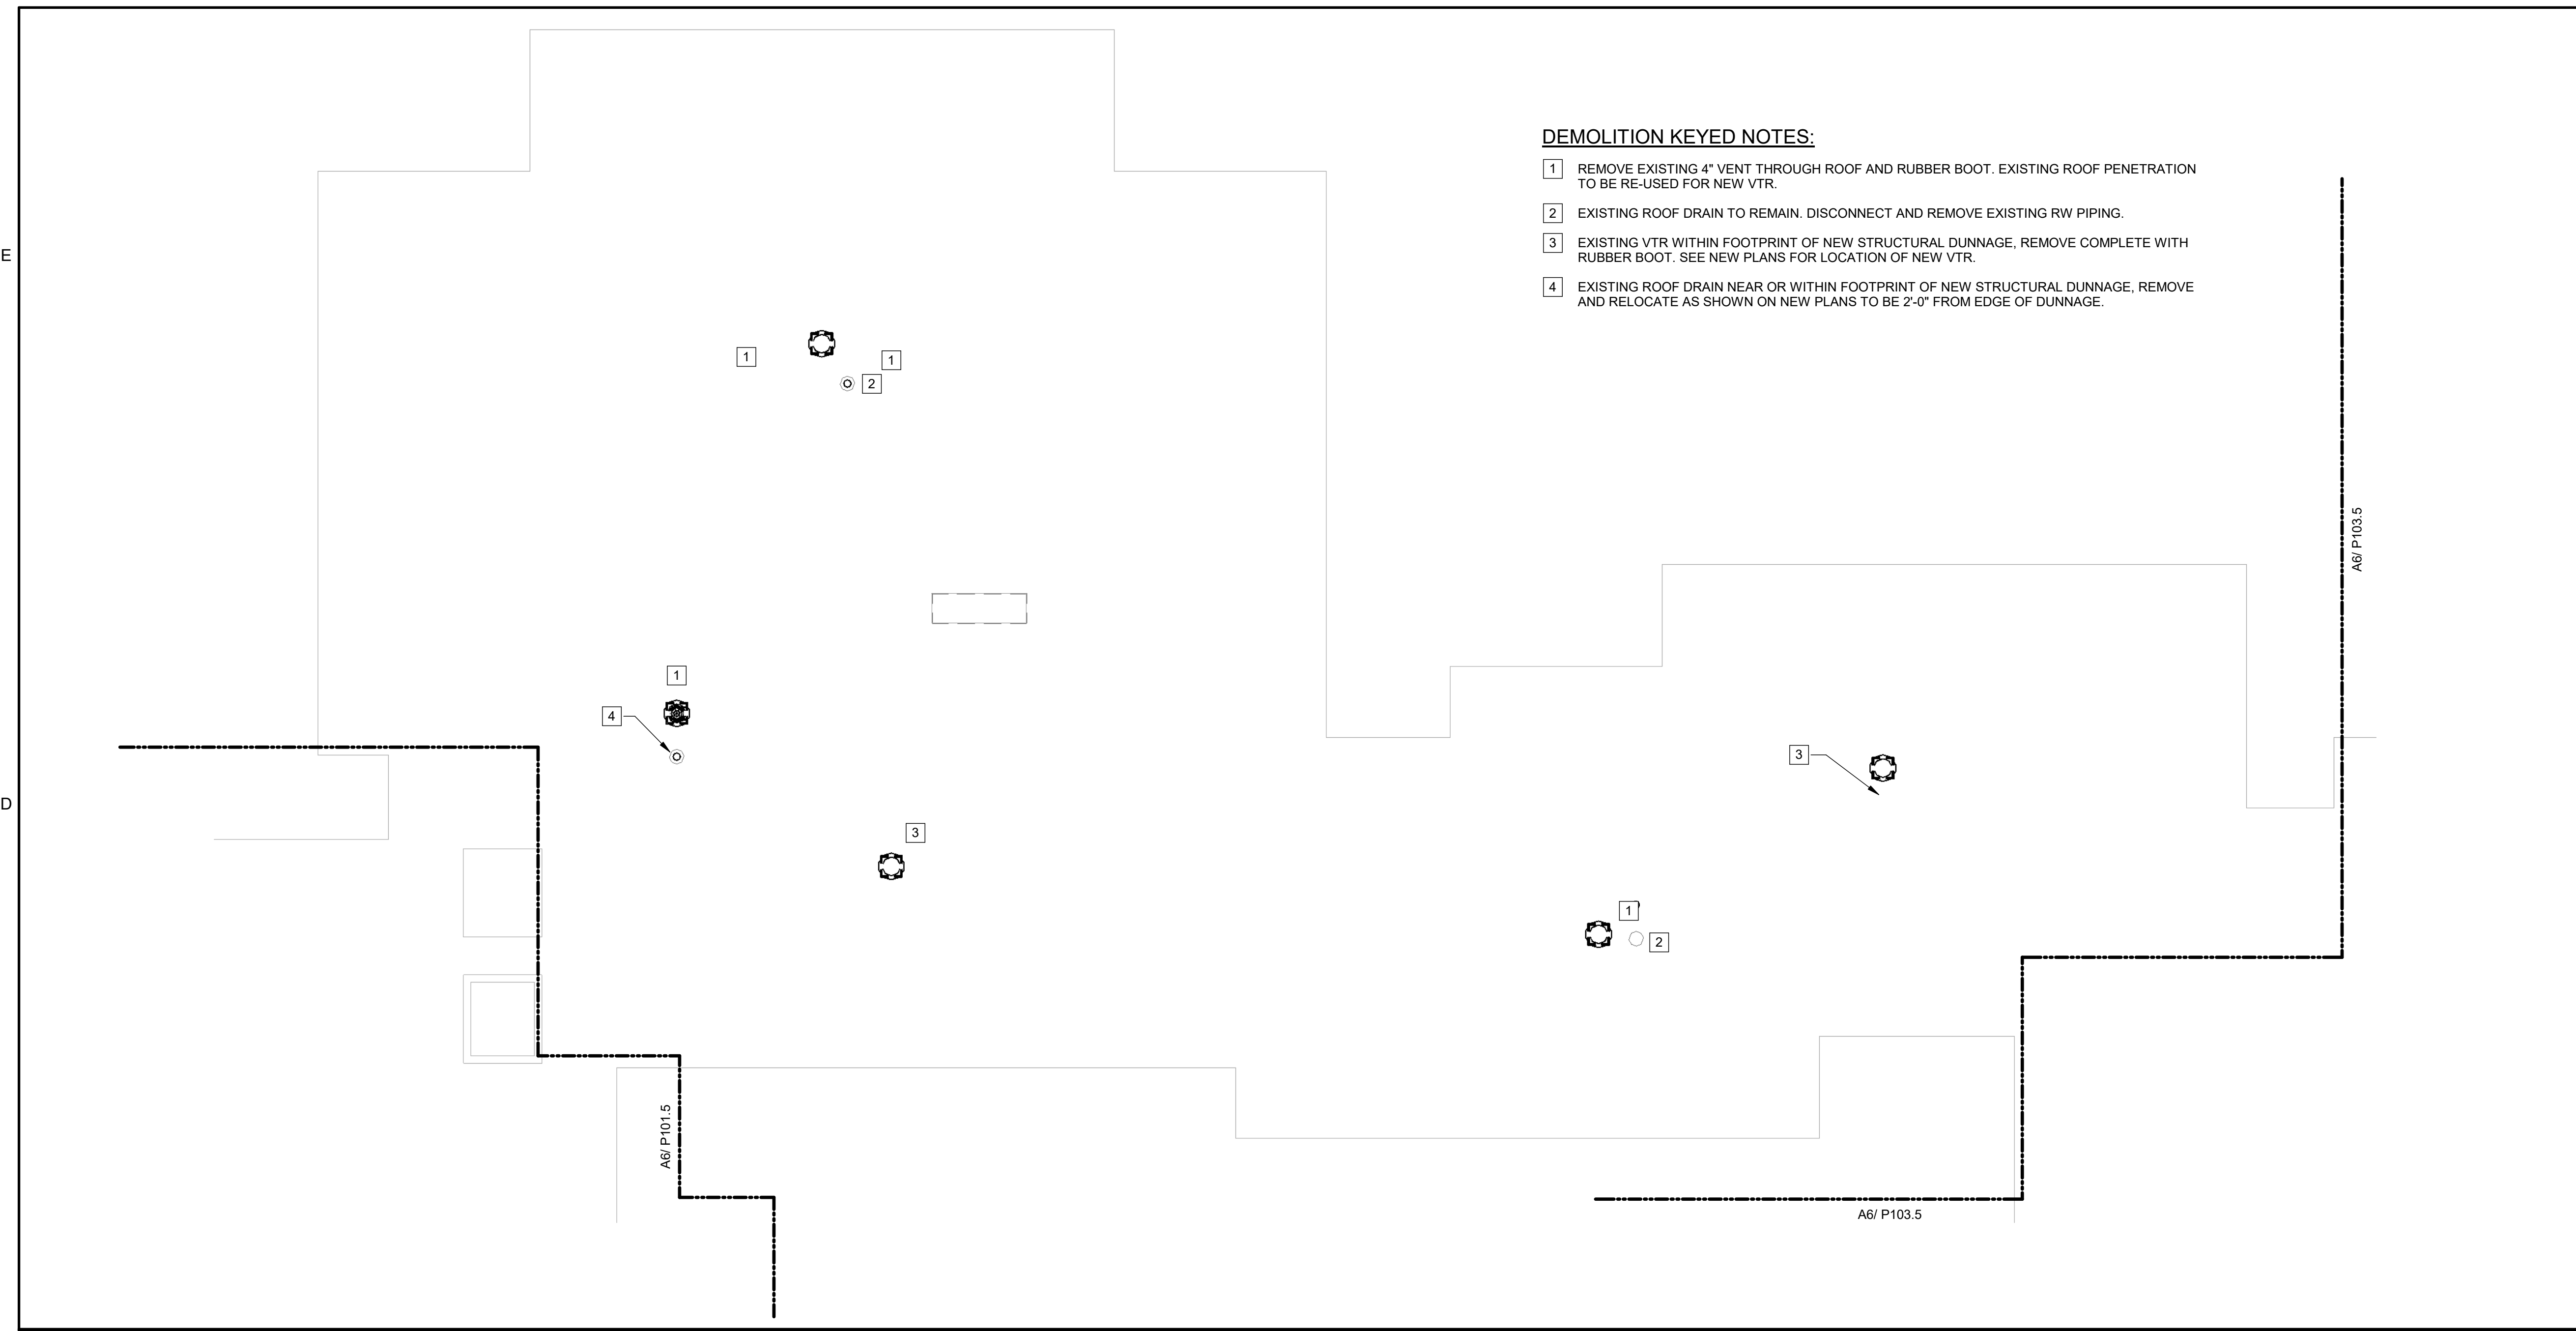 DEMOLITION KEYED NOTES:
1 REMOVE EXISTING 4" VENT THROUGH ROOF AND RUBBER BOOT. EXISTING ROOF PENETRATION
TO BE RE-USED FOR NEW VTR.
2 EXISTING ROOF DRAIN TO REMAIN. DISCONNECT AND REMOVE EXISTING RW PIPING.
3 EXISTING VTR WITHIN FOOTPRINT OF NEW STRUCTURAL DUNNAGE, REMOVE COMPLETE WITH
RUBBER BOOT. SEE NEW PLANS FOR LOCATION OF NEW VTR.
4 EXISTING ROOF DRAIN NEAR OR WITHIN FOOTPRINT OF NEW STRUCTURAL DUNNAGE, REMOVE
AND RELOCATE AS SHOWN ON NEW PLANS TO BE 2'-0" FROM EDGE OF DUNNAGE.
E
1
1
2
A6/ P103.5
1
4
3
D
3
1
2
A6/ P101.5
A6/ P103.5